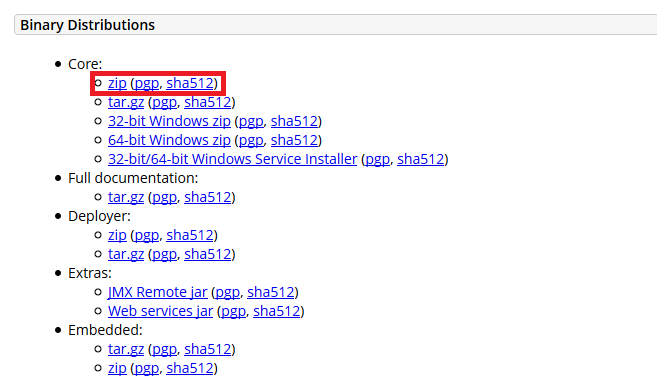 Binary Distributions
Core:
zip (pgp, sha512)
tar.gz (pgp, sha512)
32-bit Windows zip (pgp, sha512)
64-bit Windows zip (pgp, sha512)
32-bit/64-bit Windows Service Installer (pgp, sha512)
Full documentation:
tar.gz (pgp, sha512)
Deployer:
zip (pgp, sha512)
tar.gz (pgp, sha512)
Extras:
JMX Remote jar (pgp, sha512)
Web services jar (pgp, sha512)
Embedded:
tar.gz (pgp, sha512)
zip (pgp, sha512)